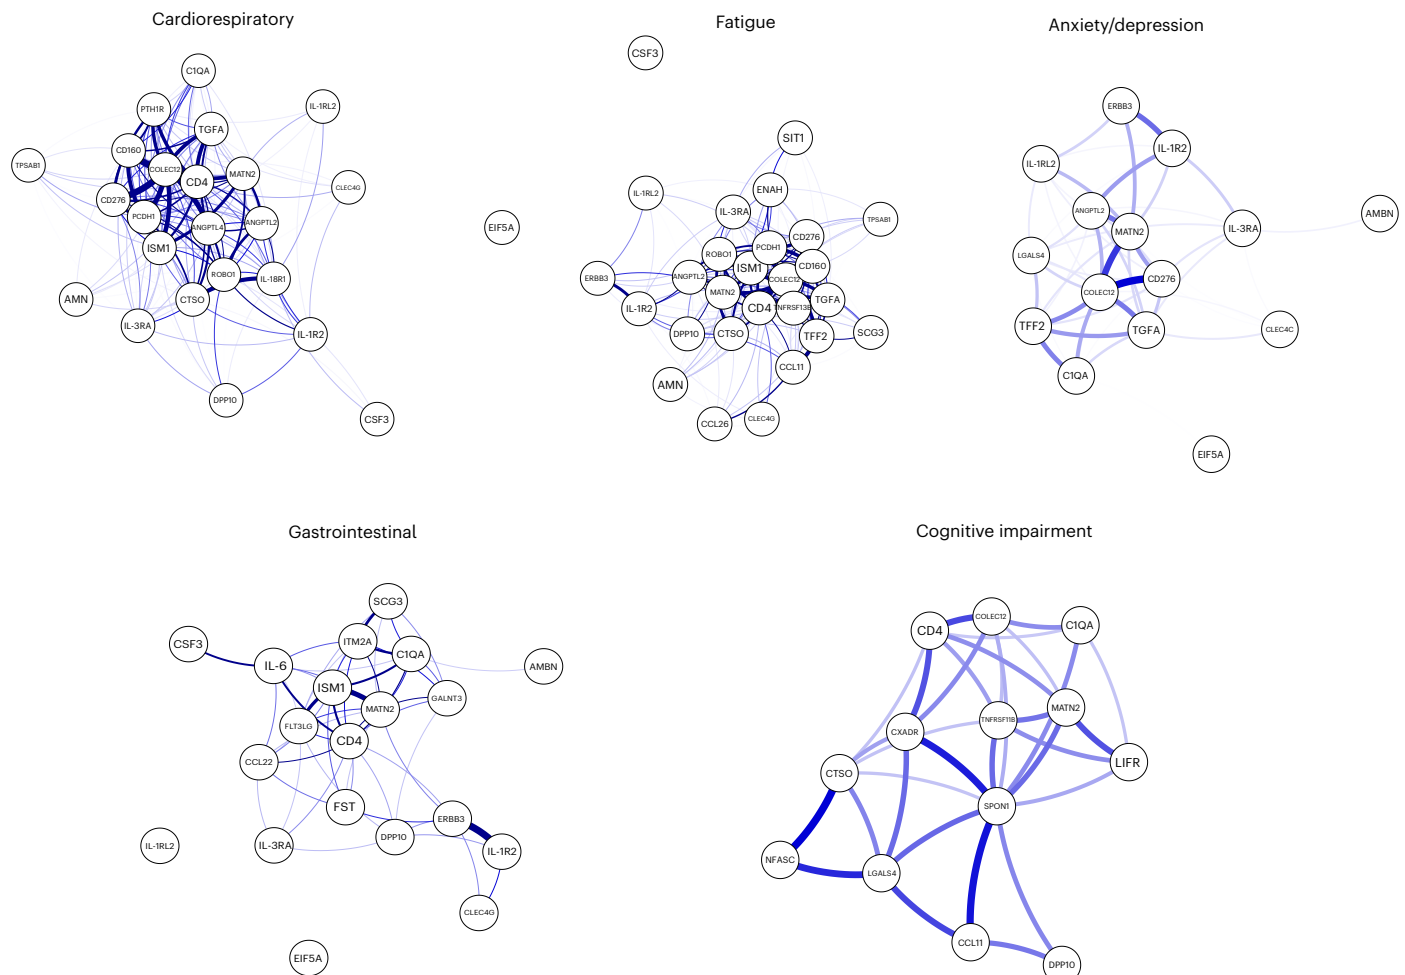 Cardiorespiratory
C1QA
PTH1R
IL-1RL2
TGFA
CD160
TPSAB1
COLEC12
CD4
MATN2
CLEC4G
CD276
PCDH1
ANGPTL4
ANGPTL2
EIF5A
ISM1
ROBO1
IL-18R1
AMN
CTSO
IL-3RA
IL-1R2
DPP10
CSF3
Fatigue
CSF3
SIT1
ENAH
IL-1RL2
IL-3RA
TPSAB1
CD276
ROBO1
PCDH1
ISM1
CD160
ERBB3
ANGPTL2
COLEC12
MATN2
TGFA
IL-1R2
CD4
TNFRSF13B
DPP10
CTSO
TFF2
SCG3
CCL11
AMN
CCL26
CLEC4G
Anxiety/depression
ERBB3
IL-1R2
IL-1RL2
ANGPTL2
AMBN
MATN2
IL-3RA
LGALS4
CD276
COLEC12
TFF2
TGFA
CLEC4C
C1QA
EIF5A
Gastrointestinal
SCG3
CSF3
ITM2A
C1QA
IL-6
AMBN
ISM1
GALNT3
MATN2
FLT3LG
CD4
CCL22
FST
ERBB3
DPP10
IL-1RL2
IL-3RA
IL-1R2
CLEC4G
EIF5A
Cognitive impairment
COLEC12
CD4
C1QA
MATN2
TNFRSF11B
CXADR
LIFR
CTSO
SPON1
NFASC
LGALS4
CCL11
DPP10